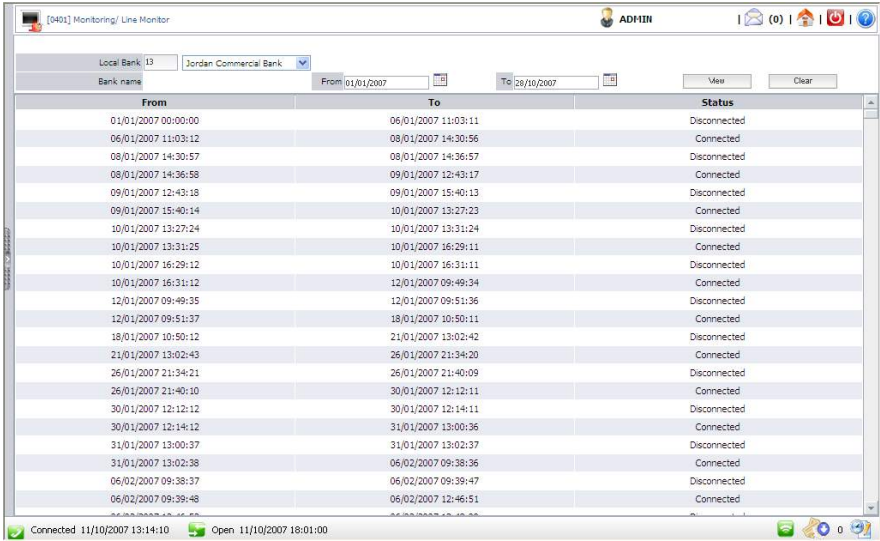 [0401] Monitoring/ Line Monitor ADMIN | (0) | | |
Local Bank 13 Jordan Commercial Bank
Bank name From 01/01/2007 To 28/10/2007 View Clear
From To Status
01/01/2007 00:00:00 06/01/2007 11:03:11 Disconnected
06/01/2007 11:03:12 08/01/2007 14:30:56 Connected
08/01/2007 14:30:57 08/01/2007 14:36:57 Disconnected
08/01/2007 14:36:58 09/01/2007 12:43:17 Connected
09/01/2007 12:43:18 09/01/2007 15:40:13 Disconnected
09/01/2007 15:40:14 10/01/2007 13:27:23 Connected
10/01/2007 13:27:24 10/01/2007 13:31:24 Disconnected
10/01/2007 13:31:25 10/01/2007 16:29:11 Connected
10/01/2007 16:29:12 10/01/2007 16:31:11 Disconnected
10/01/2007 16:31:12 12/01/2007 09:49:34 Connected
12/01/2007 09:49:35 12/01/2007 09:51:36 Disconnected
12/01/2007 09:51:37 18/01/2007 10:50:11 Connected
18/01/2007 10:50:12 21/01/2007 13:02:42 Disconnected
21/01/2007 13:02:43 26/01/2007 21:34:20 Connected
26/01/2007 21:34:21 26/01/2007 21:40:09 Disconnected
26/01/2007 21:40:10 30/01/2007 12:12:11 Connected
30/01/2007 12:12:12 30/01/2007 12:14:11 Disconnected
30/01/2007 12:14:12 31/01/2007 13:00:36 Connected
31/01/2007 13:00:37 31/01/2007 13:02:37 Disconnected
31/01/2007 13:02:38 06/02/2007 09:38:36 Connected
06/02/2007 09:38:37 06/02/2007 09:39:47 Disconnected
06/02/2007 09:39:48 06/02/2007 12:46:51 Connected
Connected 11/10/2007 13:14:10 Open 11/10/2007 18:01:00 0